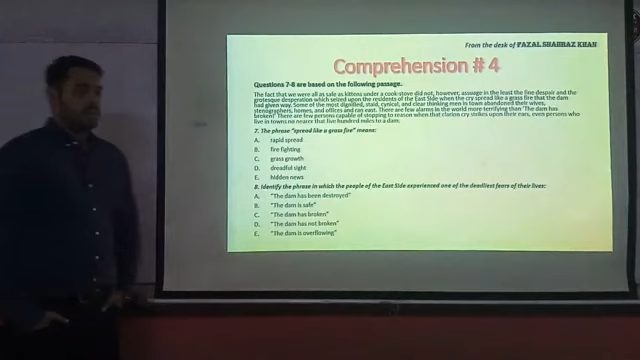 From the desk of FAZAL SHAHBAZ KHAN
Comprehension # 4
Questions 7-8 are based on the following passage.
The fact that we were all as safe as kittens under a cook-stove did not, however, assuage in the least the fine despair and the
grotesque desperation which seized upon the residents of the East Side when the cry spread like a grass fire that the dam
had given way. Some of the most dignified, staid, cynical, and clear thinking men in town abandoned their wives,
stenographers, homes, and offices and ran east. There are few alarms in the world more terrifying than "The dam has
broken!" There are few persons capable of stopping to reason when that clarion cry strikes upon their ears, even persons who
live in towns no nearer that five hundred miles to a dam.
7. The phrase "spread like a grass fire" means:
A. rapid spread
B. fire fighting
C. grass growth
D. dreadful sight
E. hidden news
8. Identify the phrase in which the people of the East Side experienced one of the deadliest fears of their lives:
A. "The dam has been destroyed"
B. "The dam is safe"
C. "The dam has broken"
D. "The dam has not broken"
E. "The dam is overflowing"